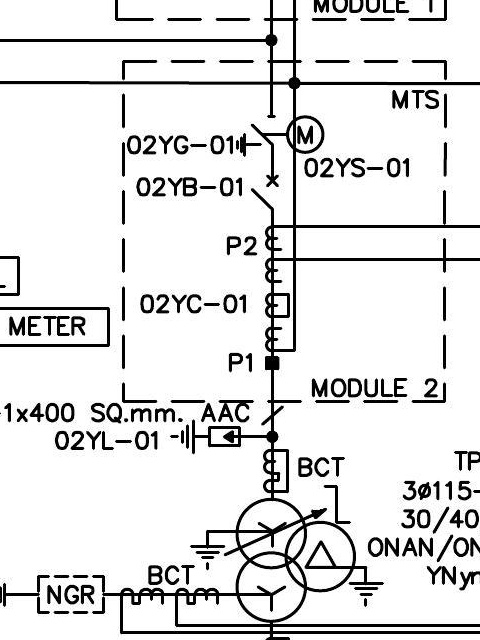 MODULE 1
MTS
M
02YG-01
02YS-01
02YB-01
P2
02YC-01
METER
P1
MODULE 2
-1x400 SQ.mm. AAC
02YL-01
BCT
TP
3ø115-
30/40
ONAN/ON
YNyn
BCT
NGR